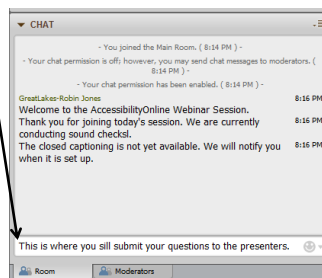 CHAT
- You joined the Main Room. ( 8:14 PM ) -
- Your chat permission is off; however, you may send chat messages to moderators. (
8:14 PM ) -
- Your chat permission has been enabled. ( 8:14 PM ) -
GreatLakes-Robin Jones 8:16 PM
Welcome to the AccessibilityOnline Webinar Session.
Thank you for joining today's session. We are currently 8:16 PM
conducting sound checksl.
The closed captioning is not yet available. We will notify you 8:16 PM
when it is set up.
This is where you sill submit your questions to the presenters.
Room Moderators